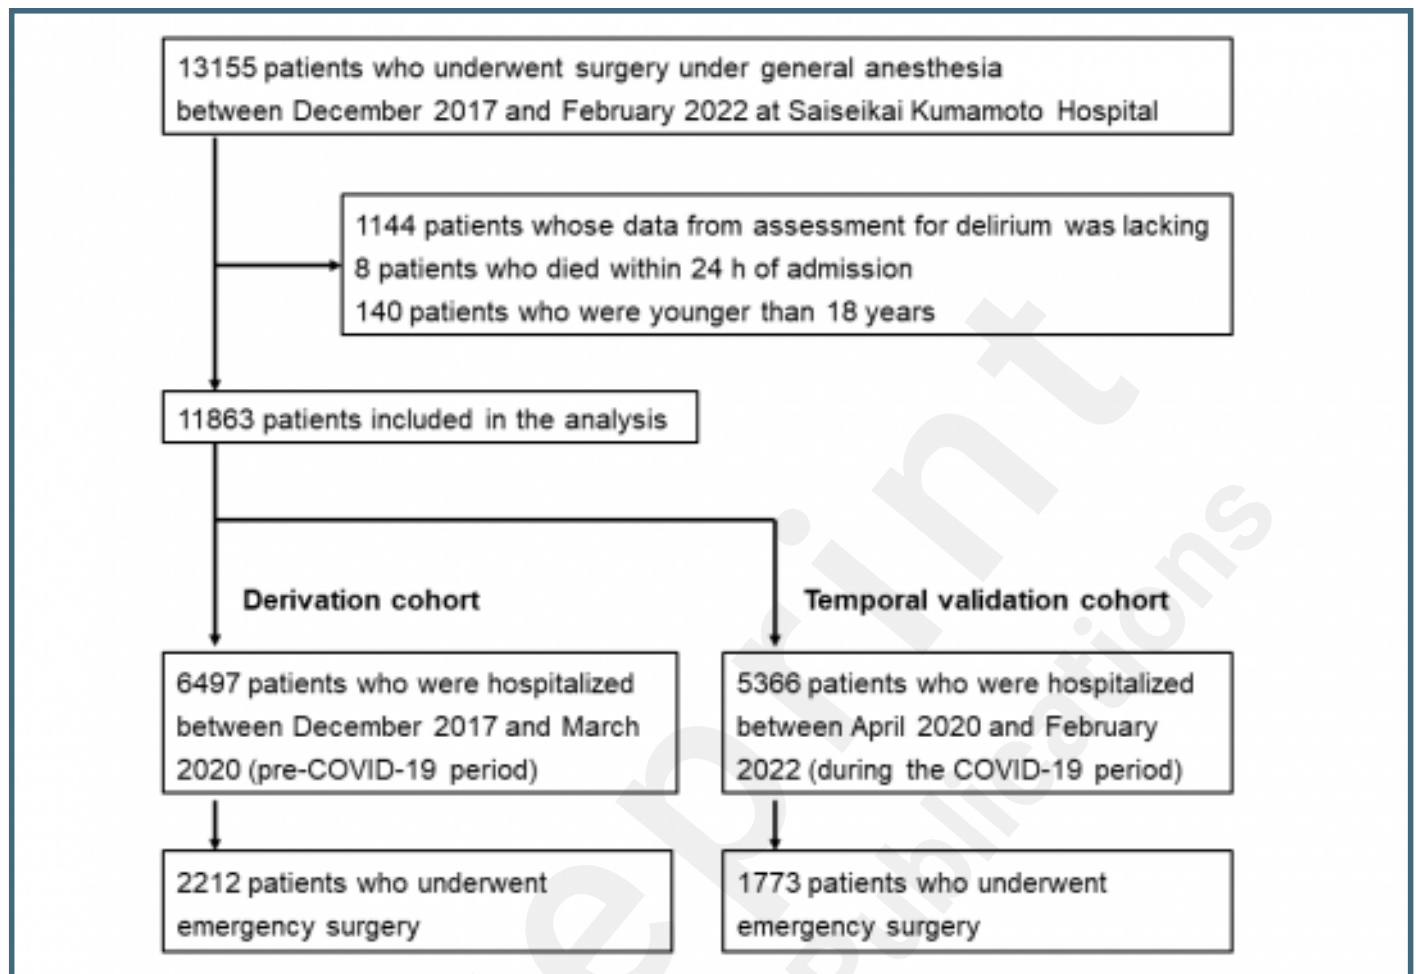 13155 patients who underwent surgery under general anesthesia
between December 2017 and February 2022 at Saiseikai Kumamoto Hospital
1144 patients whose data from assessment for delirium was lacking
8 patients who died within 24 h of admission
140 patients who were younger than 18 years
11863 patients included in the analysis
Derivation cohort
6497 patients who were hospitalized
between December 2017 and March
2020 (pre-COVID-19 period)
2212 patients who underwent
emergency surgery
Temporal validation cohort
5366 patients who were hospitalized
between April 2020 and February
2022 (during the COVID-19 period)
1773 patients who underwent
emergency surgery
eprint
publications